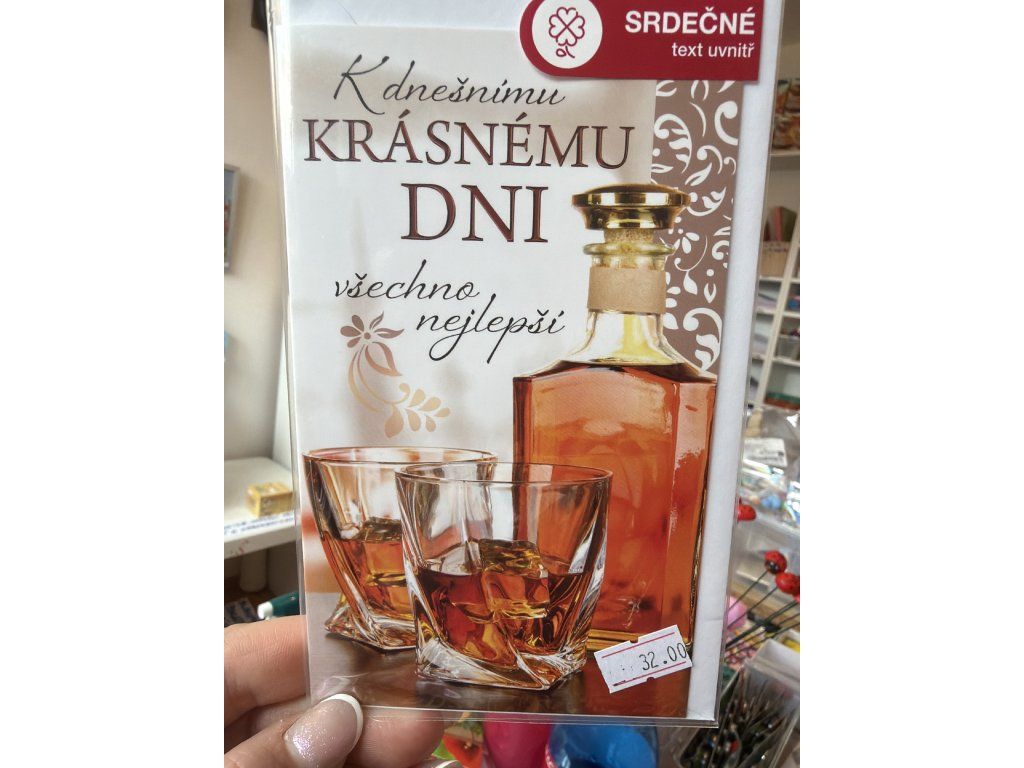 SRDEČNÉ
text uvnitř
K dnešnímu
KRÁSNÉMU
DNI
všechno
nejlepší
32.00